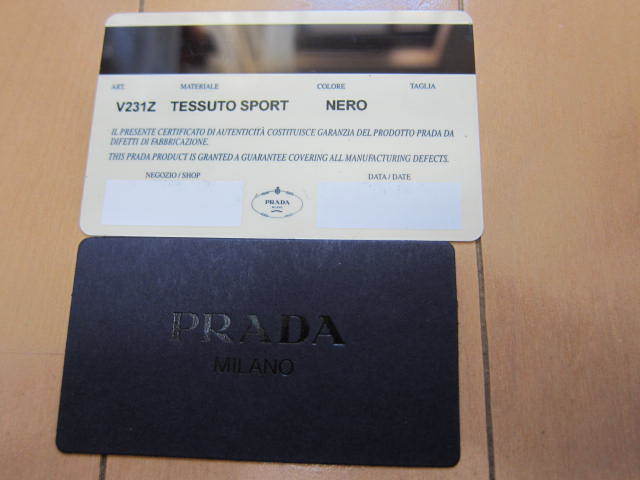 ART. MATERIALE COLORE TAGLIA
V231Z TESSUTO SPORT NERO
IL PRESENTE CERTIFICATO DI AUTENTICITÀ COSTITUISCE GARANZIA DEL PRODOTTO PRADA DA
DIFETTI DI FABBRICAZIONE.
THIS PRADA PRODUCT IS GRANTED A GUARANTEE COVERING ALL MANUFACTURING DEFECTS.
NEGOZIO / SHOP DATA / DATE
PRADA
MILANO
PRADA
MILANO